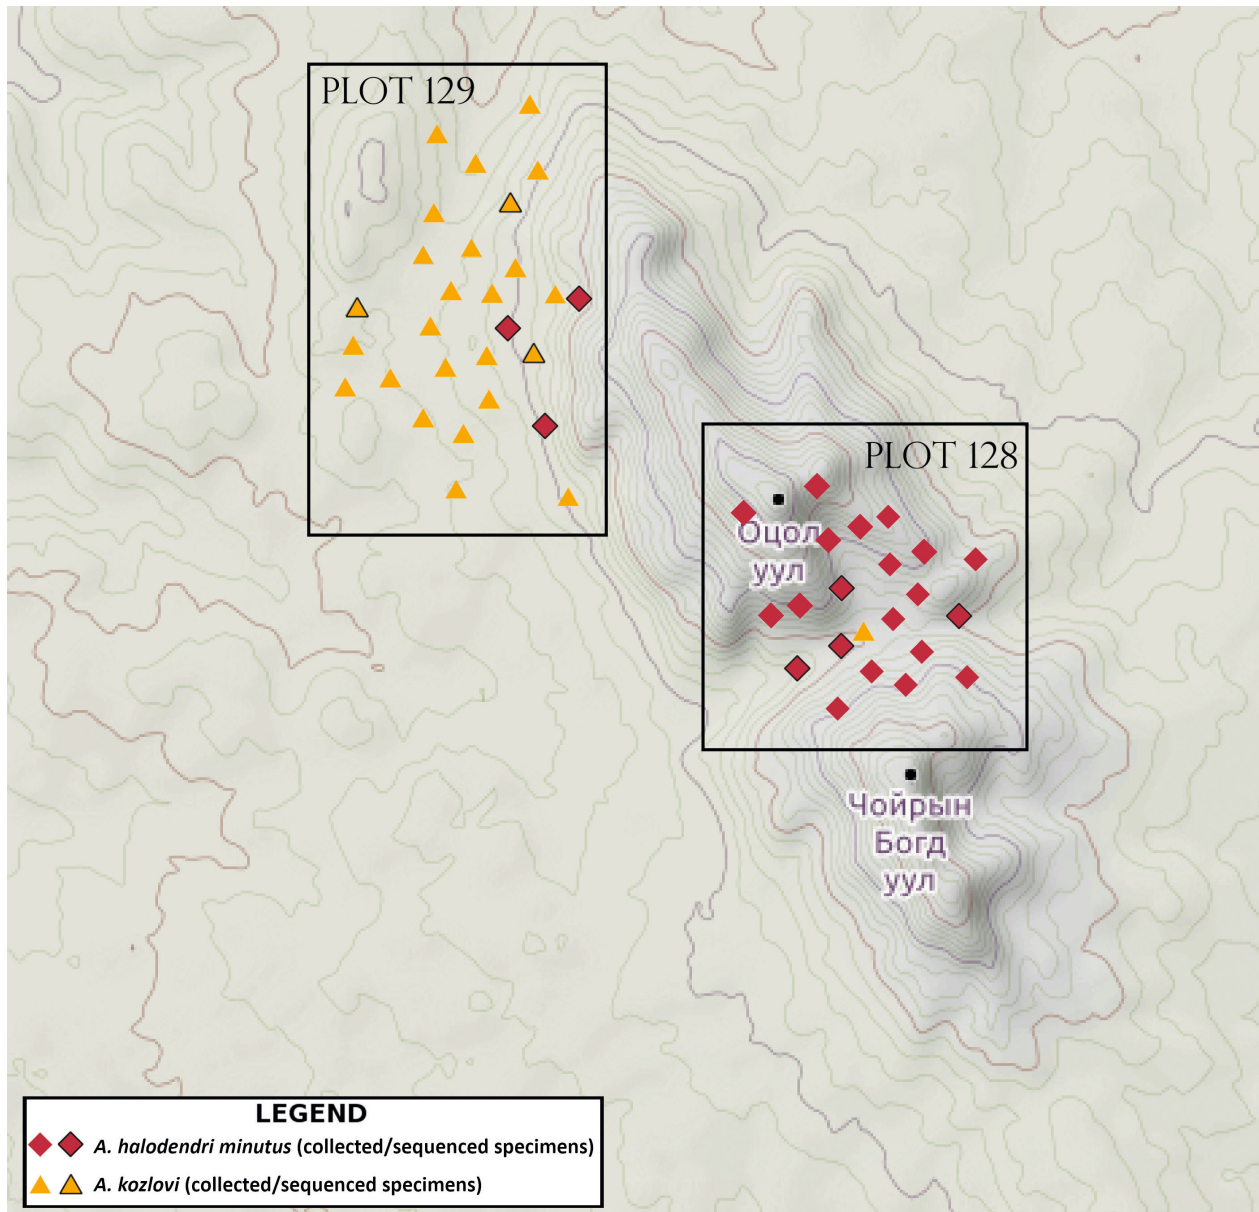 PLOT 129
PLOT 128
Оцол
уул
Чойрын
Богд
уул
LEGEND
A. halodendri minutus (collected/sequenced specimens)
A. kozlovi (collected/sequenced specimens)